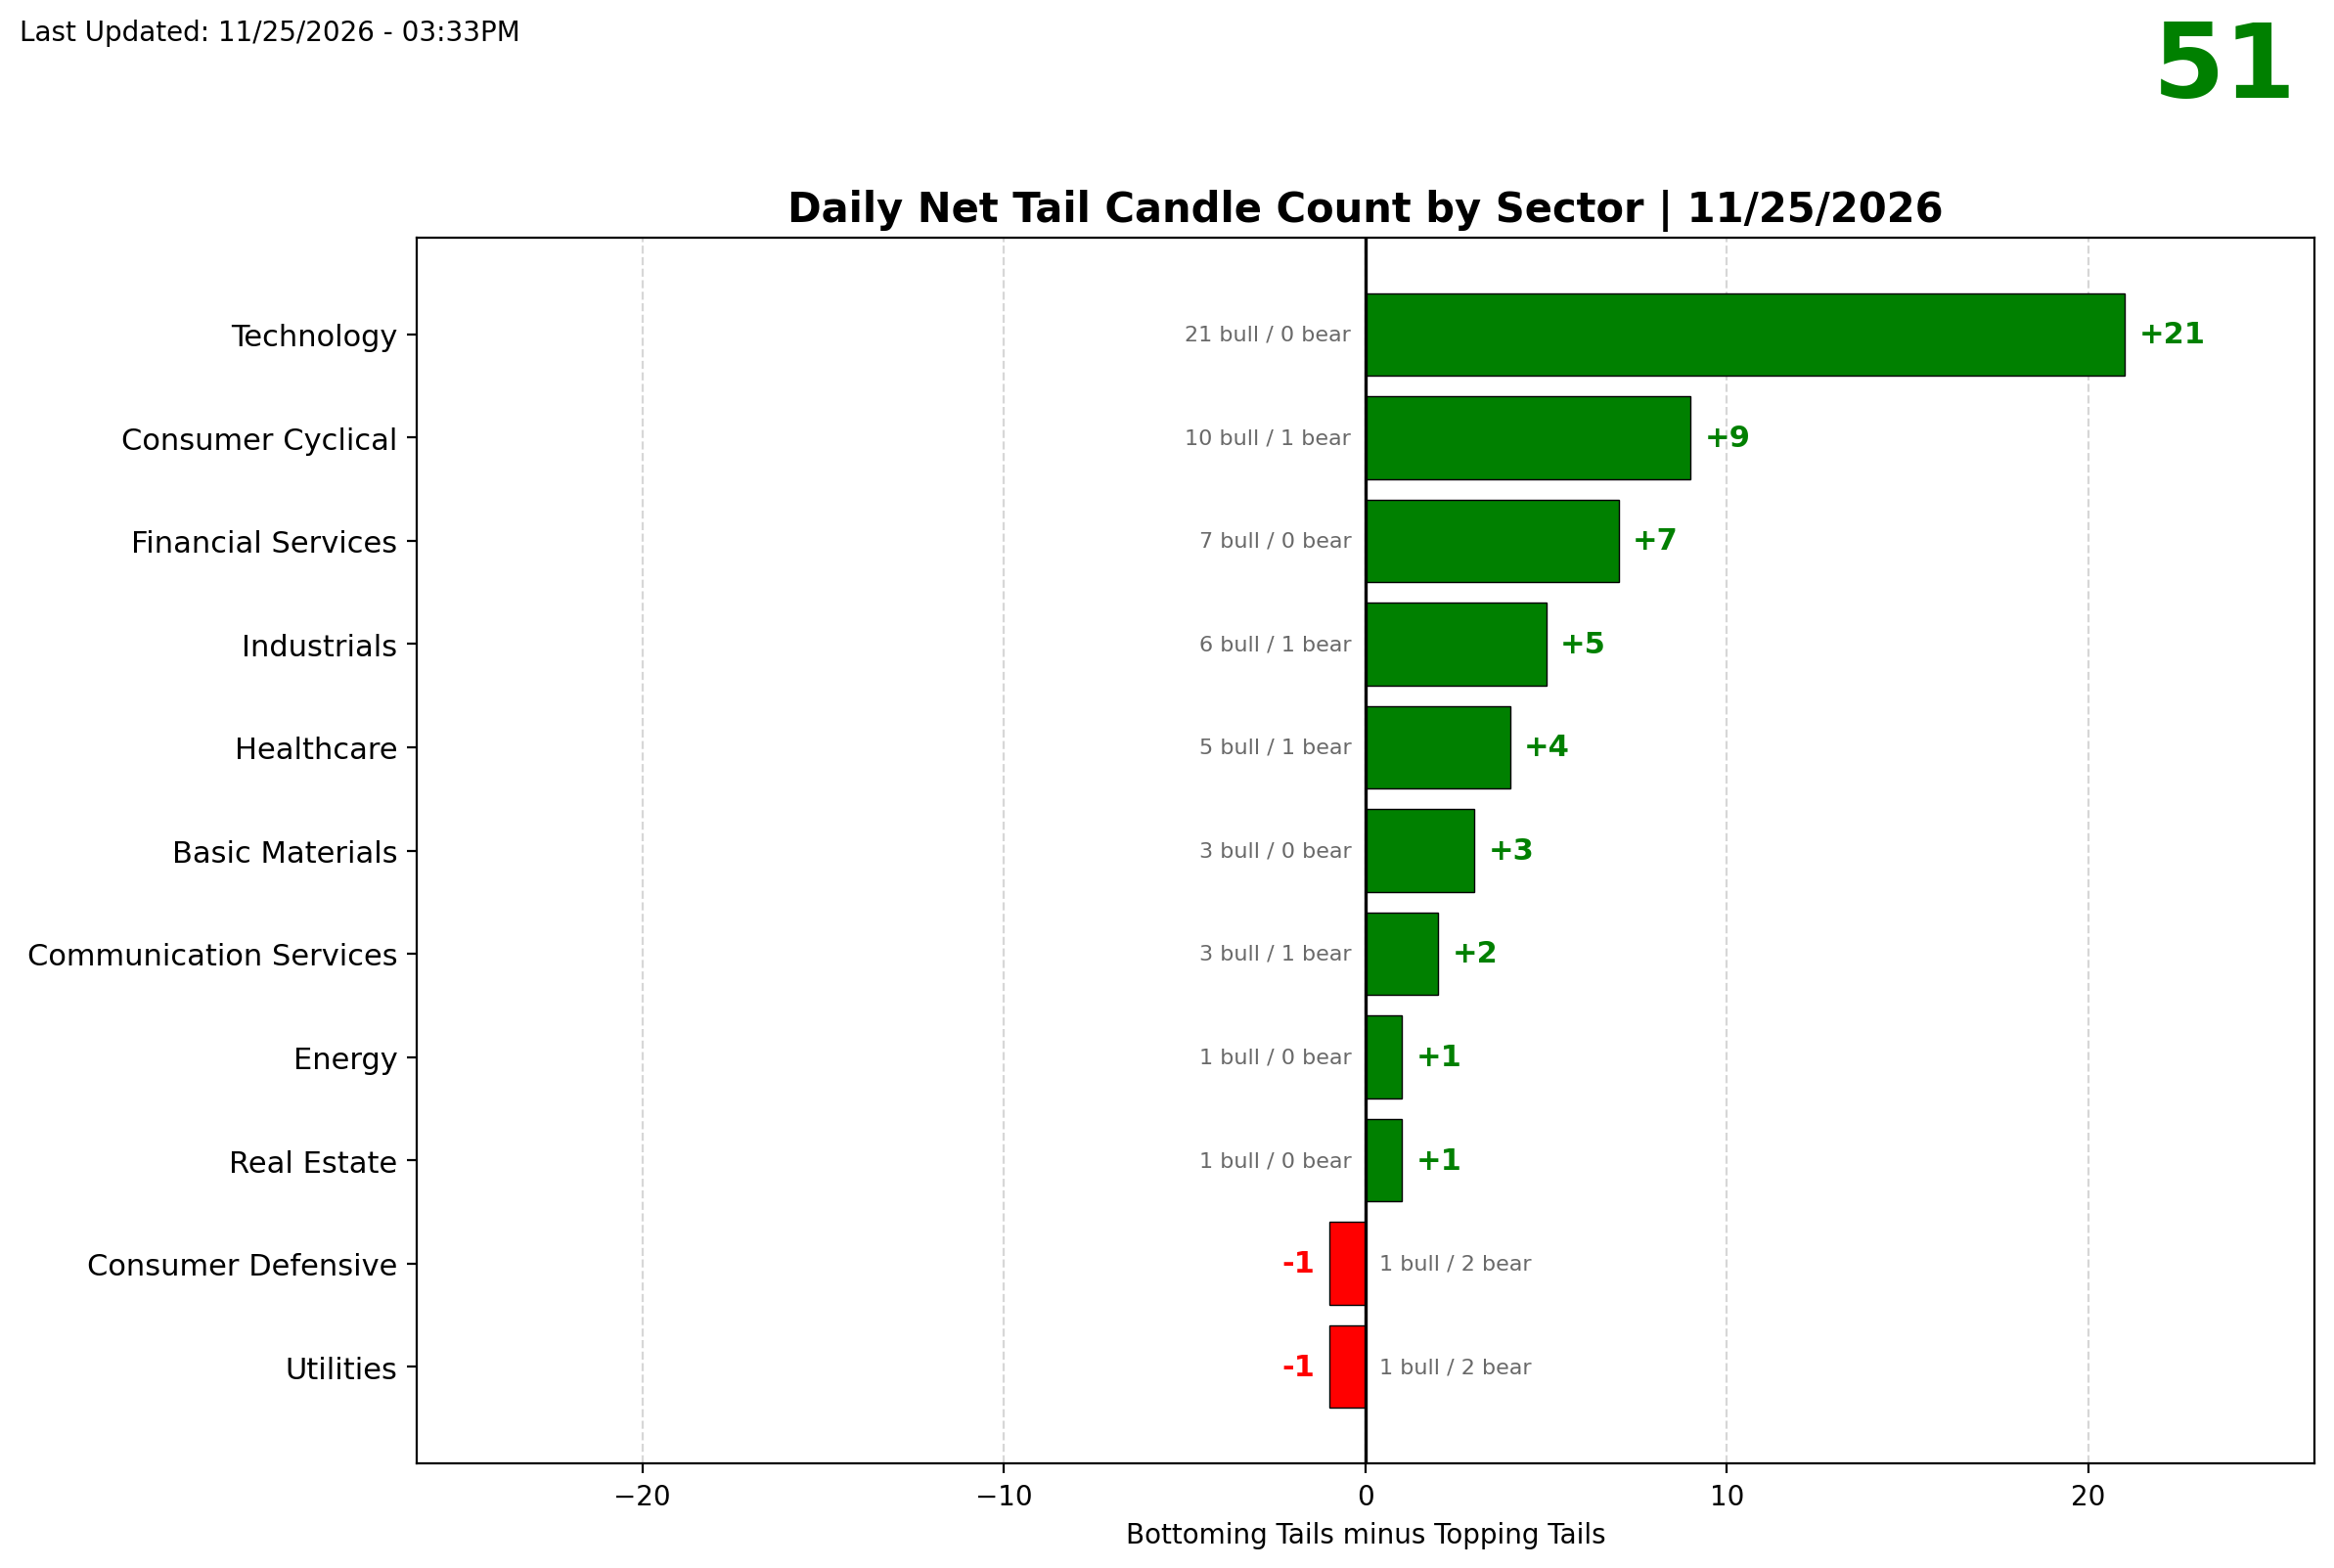 Last Updated: 11/25/2026 - 03:33PM
51
Daily Net Tail Candle Count by Sector | 11/25/2026
Technology 21 bull / 0 bear +21
Consumer Cyclical 10 bull / 1 bear +9
Financial Services 7 bull / 0 bear +7
Industrials 6 bull / 1 bear +5
Healthcare 5 bull / 1 bear +4
Basic Materials 3 bull / 0 bear +3
Communication Services 3 bull / 1 bear +2
Energy 1 bull / 0 bear +1
Real Estate 1 bull / 0 bear +1
Consumer Defensive -1 1 bull / 2 bear
Utilities -1 1 bull / 2 bear
−20 −10 0 10 20
Bottoming Tails minus Topping Tails